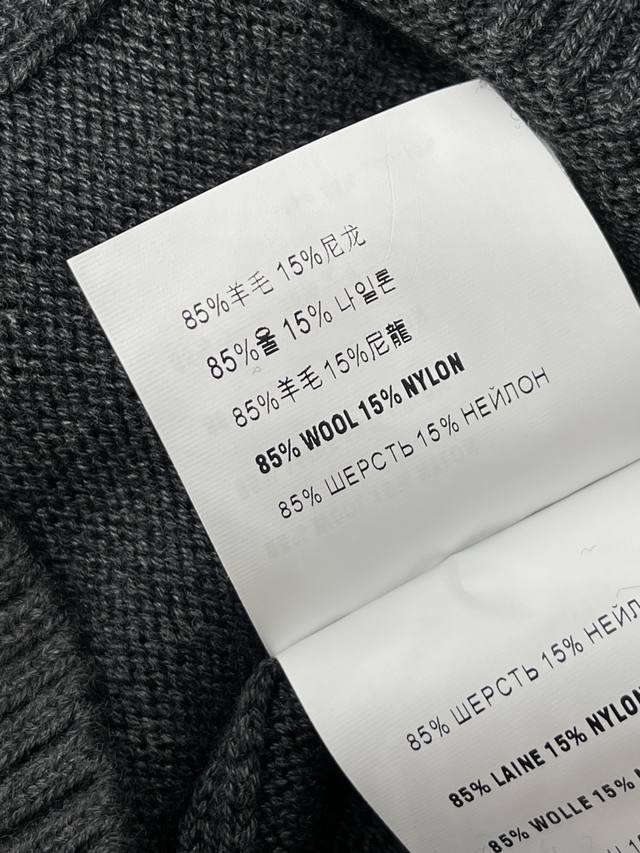 85%羊毛 15%尼龙
85%울 15% 나일론
85%羊毛 15%尼龍
85% WOOL 15% NYLON
85% ШЕРСТЬ 15% НЕЙЛОН
85% ШЕРСТЬ 15%
85% LAINE 15% NYLON
85% WOLLE 15%